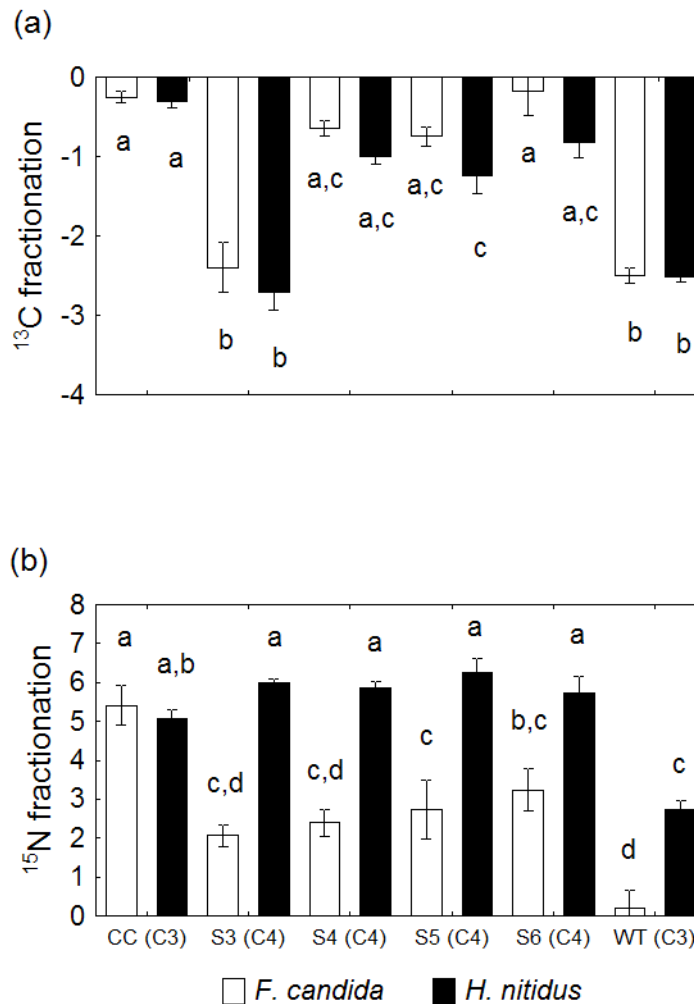 (a)
0
-1
-2
-3
-4
¹³C fractionation
a
a
b
b
a,c
a,c
a,c
c
a
a,c
b
b
(b)
8
7
6
5
4
3
2
1
0
¹⁵N fractionation
a
a,b
c,d
a
c,d
a
c
a
b,c
a
d
c
CC (C3) S3 (C4) S4 (C4) S5 (C4) S6 (C4) WT (C3)
F. candida H. nitidus